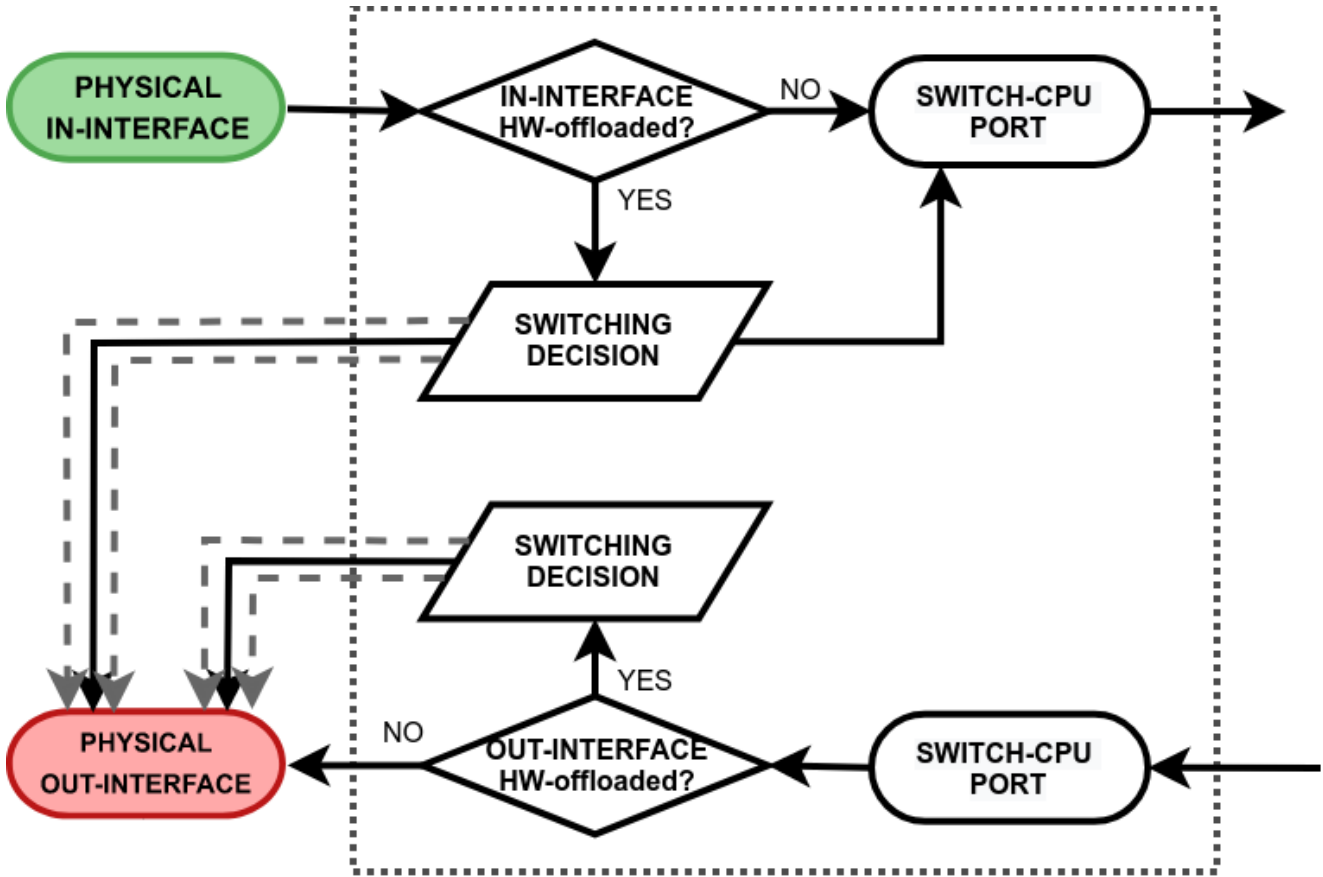 PHYSICAL
IN-INTERFACE
IN-INTERFACE
HW-offloaded?
NO
SWITCH-CPU
PORT
YES
SWITCHING
DECISION
SWITCHING
DECISION
YES
PHYSICAL
OUT-INTERFACE
NO
OUT-INTERFACE
HW-offloaded?
SWITCH-CPU
PORT